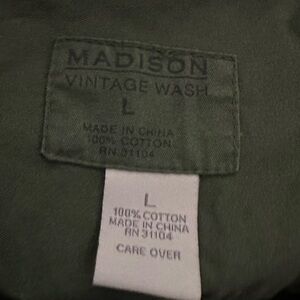 MADISON
VINTAGE WASH
L
MADE IN CHINA
100% COTTON
RN 31104
L
100% COTTON
MADE IN CHINA
RN 31104
CARE OVER